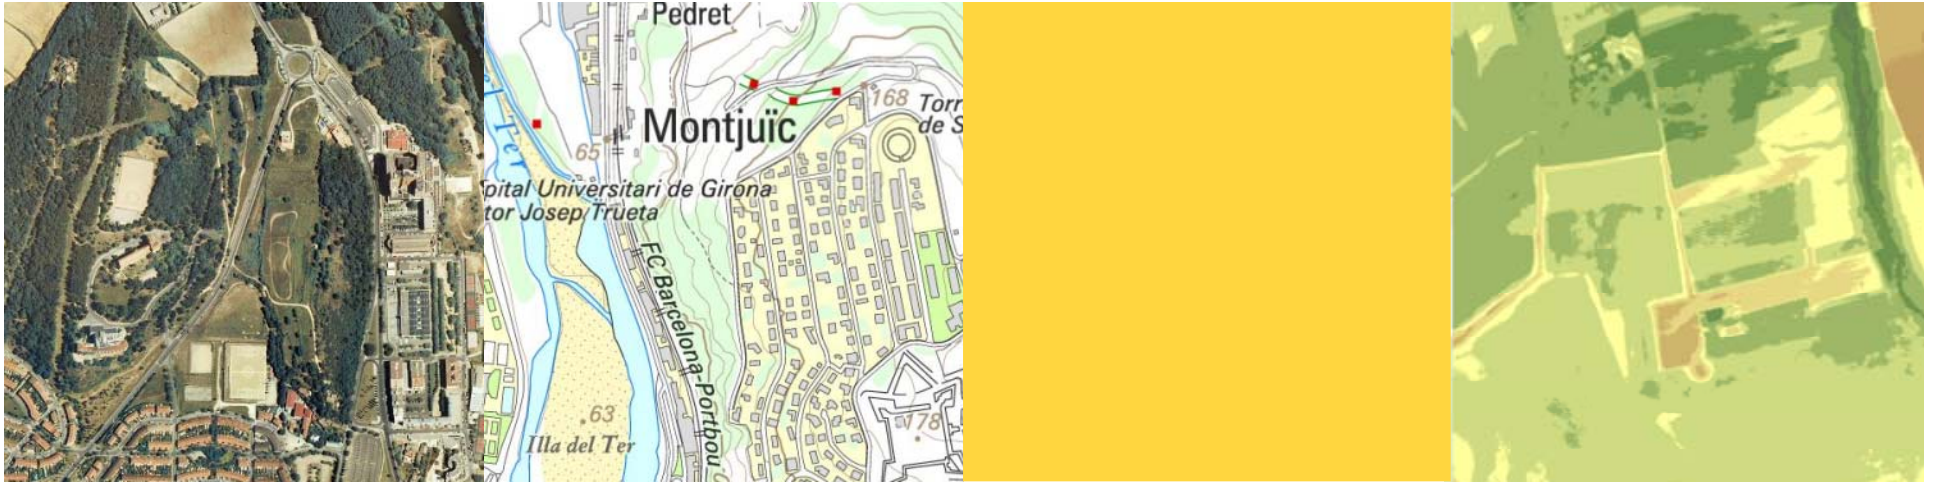 Pedret
168
Torr
de S
Montjuïc
65
Ter
pital Universitari de Girona
tor Josep Trueta
FC Barcelona-Portbou
63
Illa del Ter
178